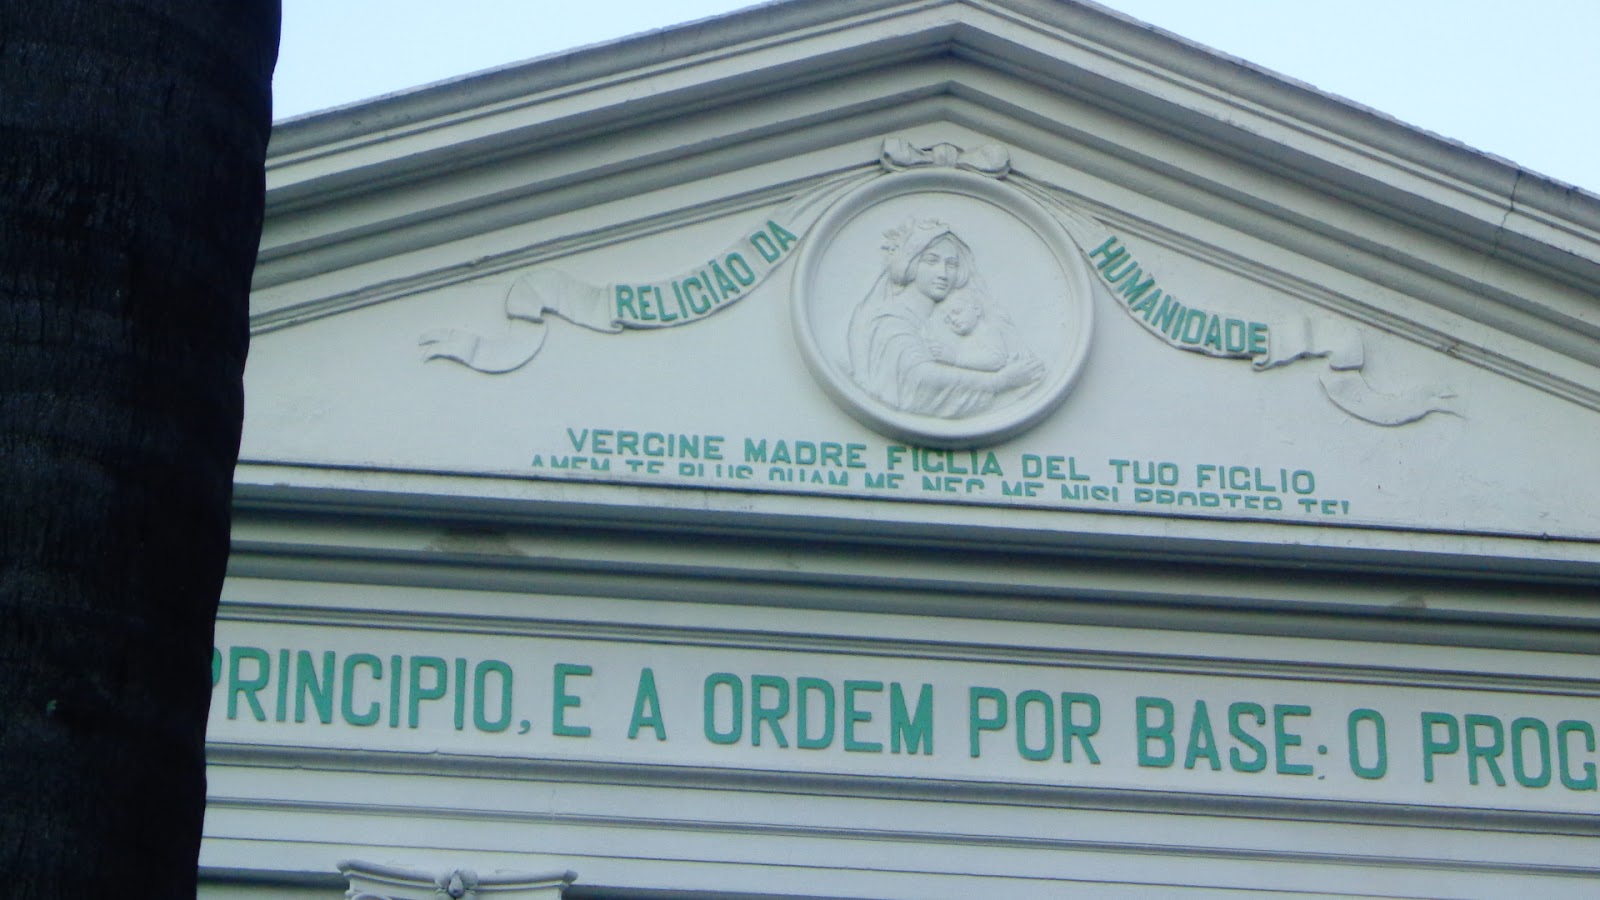 RELIGIÃO DA HUMANIDADE
VERGINE MADRE FIGLIA DEL TUO FIGLIO
AMEM TE PLUS QUAM ME NEC ME NISI PROPTER TE!
PRINCIPIO, E A ORDEM POR BASE; O PROG